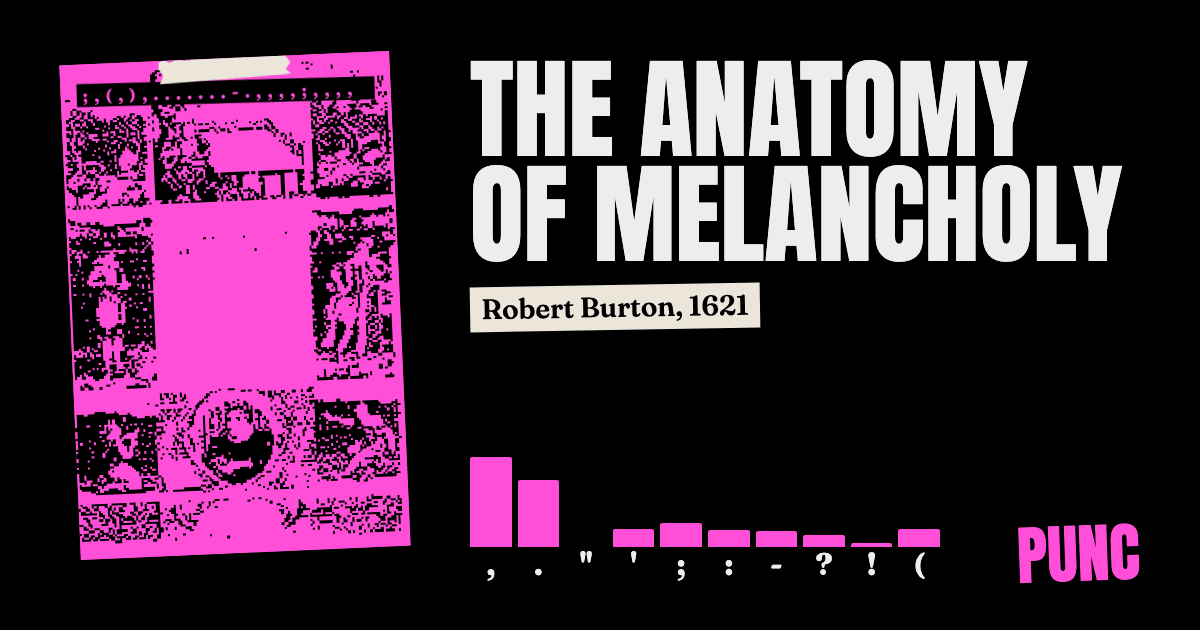 ;,(,),.......-.,,,,;,,,,
THE ANATOMY
OF MELANCHOLY
Robert Burton, 1621
, . " ' ; : - ? ! (
PUNC